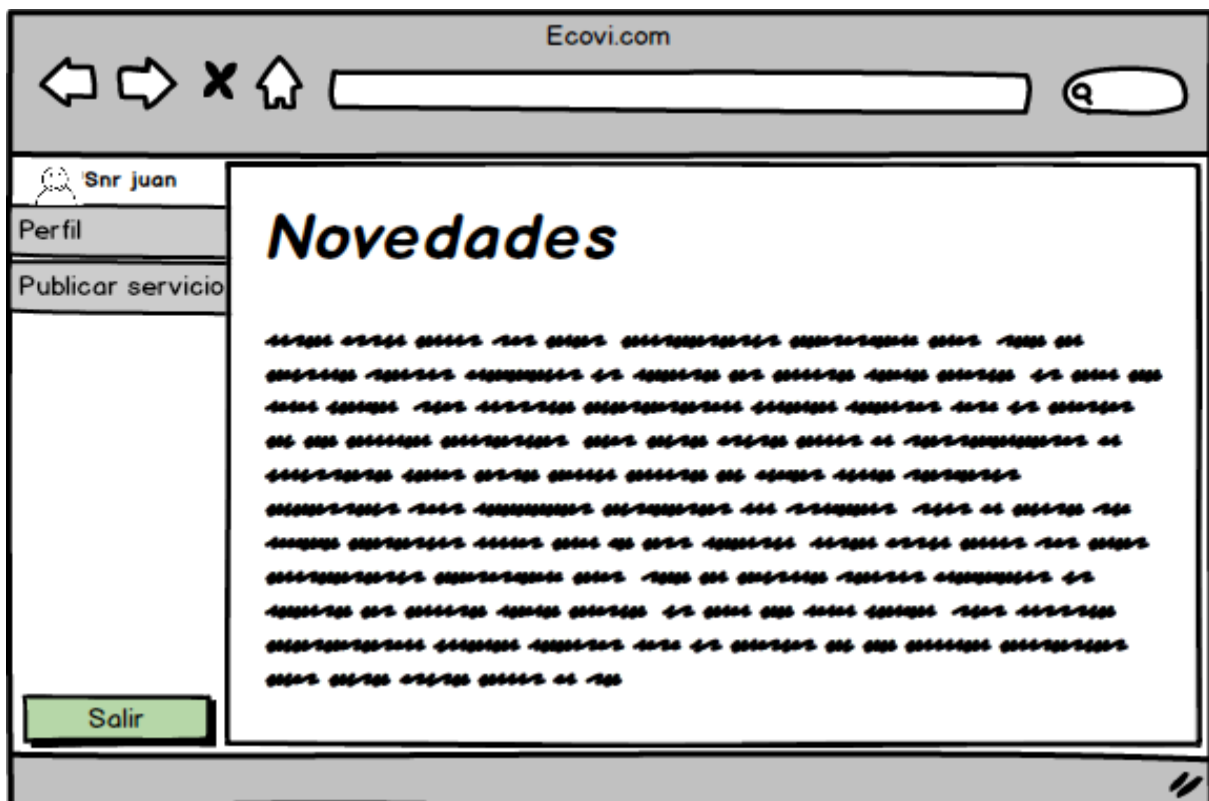 Ecovi.com
Snr juan
Perfil
Publicar servicio
Novedades
Salir